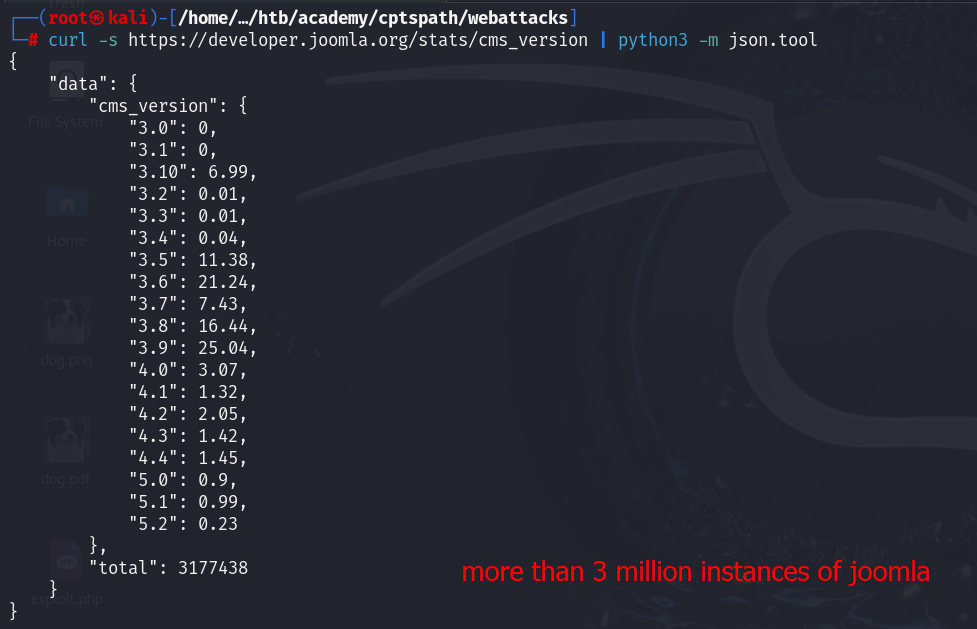 Trash
┌──(root㉿kali)-[/home/…/htb/academy/cptspath/webattacks]
└─# curl -s https://developer.joomla.org/stats/cms_version | python3 -m json.tool
{
    "data": {
        "cms_version": {
            "3.0": 0,
File System
            "3.1": 0,
            "3.10": 6.99,
            "3.2": 0.01,
            "3.3": 0.01,
            "3.4": 0.04,
Home
            "3.5": 11.38,
            "3.6": 21.24,
            "3.7": 7.43,
            "3.8": 16.44,
            "3.9": 25.04,
dog.png
            "4.0": 3.07,
            "4.1": 1.32,
            "4.2": 2.05,
            "4.3": 1.42,
            "4.4": 1.45,
dog.pdf
            "5.0": 0.9,
            "5.1": 0.99,
            "5.2": 0.23
        },
        "total": 3177438
more than 3 million instances of joomla
    }
exploit.php
}